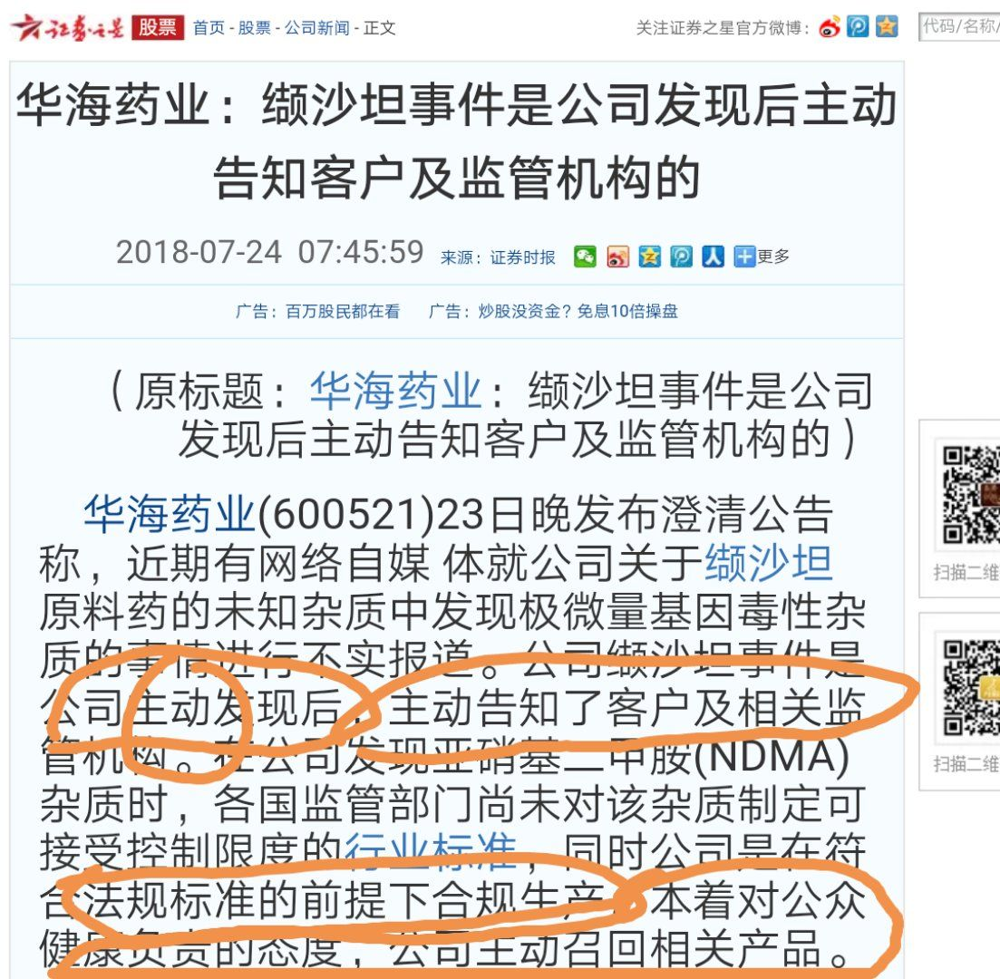 证券之星 股票 首页 - 股票 - 公司新闻 - 正文 关注证券之星官方微博： 代码/名称/
华海药业：缬沙坦事件是公司发现后主动
告知客户及监管机构的
2018-07-24 07:45:59 来源：证券时报 更多
广告：百万股民都在看 广告：炒股没资金？免息10倍操盘
（原标题：华海药业：缬沙坦事件是公司
发现后主动告知客户及监管机构的）
华海药业(600521)23日晚发布澄清公告
称，近期有网络自媒 体就公司关于缬沙坦
原料药的未知杂质中发现极微量基因毒性杂
质的事情进行不实报道。公司缬沙坦事件是
公司主动发现后，主动告知了客户及相关监
管机构。在公司发现亚硝基二甲胺(NDMA)
杂质时，各国监管部门尚未对该杂质制定可
接受控制限度的行业标准，同时公司是在符
合法规标准的前提下合规生产。本着对公众
健康负责的态度，公司主动召回相关产品。
扫描二维
扫描二维